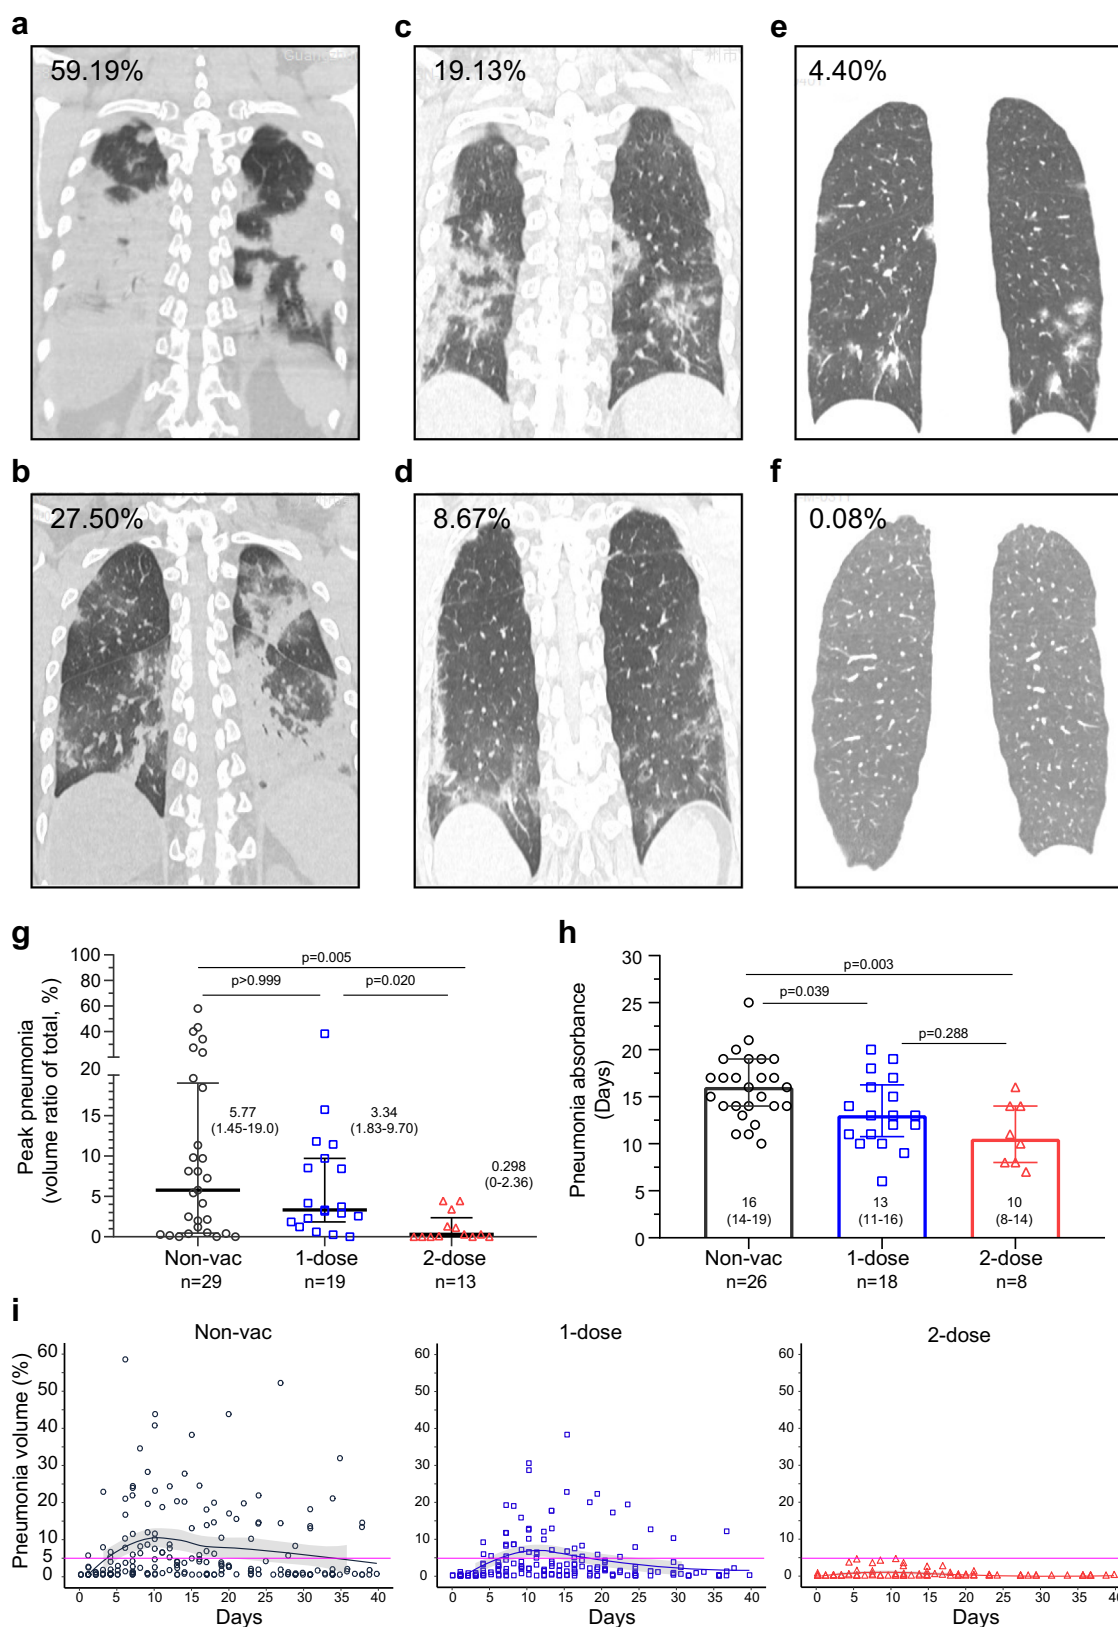 a
59.19%
c
19.13%
广州市
e
4.40%
b
27.50%
d
8.67%
f
0.08%
g
Peak pneumonia
(volume ratio of total, %)
100
80
60
40
20
20
15
10
5
0
p=0.005
p>0.999
p=0.020
5.77
(1.45-19.0)
3.34
(1.83-9.70)
0.298
(0-2.36)
Non-vac
1-dose
2-dose
n=29
n=19
n=13
h
Pneumonia absorbance
(Days)
30
25
20
15
10
5
0
p=0.003
p=0.039
p=0.288
16
(14-19)
13
(11-16)
10
(8-14)
Non-vac
1-dose
2-dose
n=26
n=18
n=8
i
Non-vac
1-dose
2-dose
Pneumonia volume (%)
60
50
40
30
20
10
5
0
60
50
40
30
20
10
5
0
60
50
40
30
20
10
5
0
0 5 10 15 20 25 30 35 40
0 5 10 15 20 25 30 35 40
0 5 10 15 20 25 30 35 40
Days
Days
Days